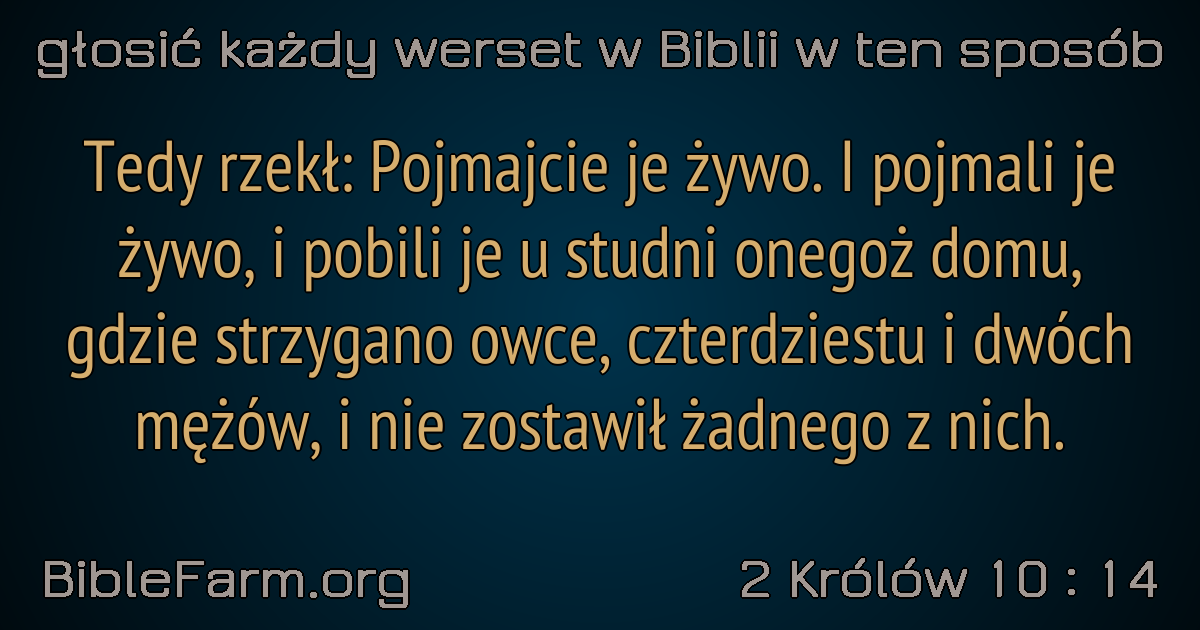 głosić każdy werset w Biblii w ten sposób
Tedy rzekł: Pojmajcie je żywo. I pojmali je
żywo, i pobili je u studni onegoż domu,
gdzie strzygano owce, czterdziestu i dwóch
mężów, i nie zostawił żadnego z nich.
BibleFarm.org
2 Królów 10 : 14